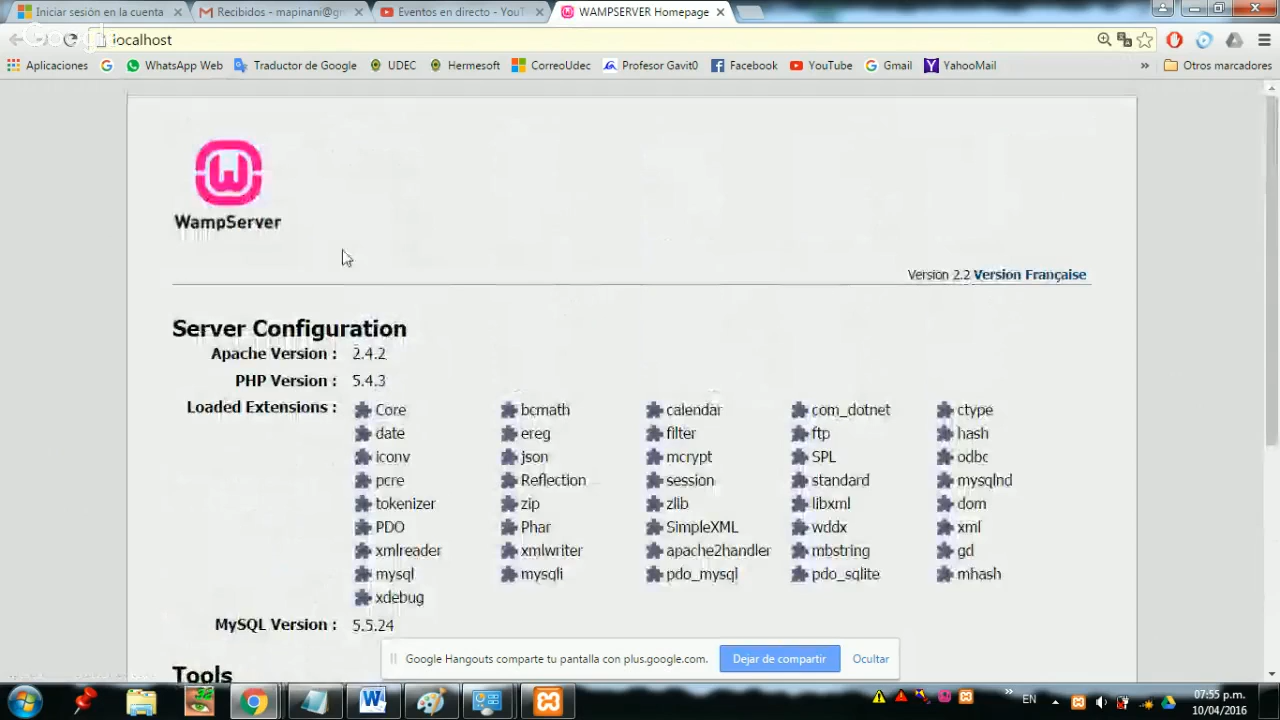 Iniciar sesión en la cuenta
Recibidos - mapinani@g
Eventos en directo - YouT
WAMPSERVER Homepage
localhost
Aplicaciones
WhatsApp Web
Traductor de Google
UDEC
Hermesoft
CorreoUdec
Profesor Gavit0
Facebook
YouTube
Gmail
YahooMail
»
Otros marcadores
WampServer
Version 2.2 Version Française
Server Configuration
Apache Version : 2.4.2
PHP Version : 5.4.3
Loaded Extensions : Core bcmath calendar com_dotnet ctype
date ereg filter ftp hash
iconv json mcrypt SPL odbc
pcre Reflection session standard mysqlnd
tokenizer zip zlib libxml dom
PDO Phar SimpleXML wddx xml
xmlreader xmlwriter apache2handler mbstring gd
mysql mysqli pdo_mysql pdo_sqlite mhash
xdebug
MySQL Version : 5.5.24
Google Hangouts comparte tu pantalla con plus.google.com. Dejar de compartir Ocultar
Tools
EN
07:55 p.m.
10/04/2016